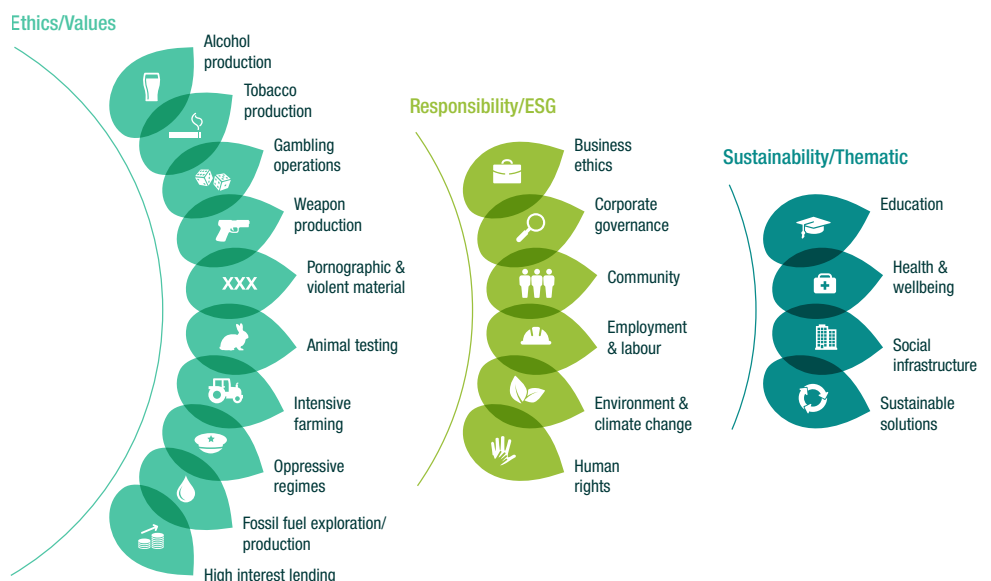 Ethics/Values
Alcohol
production
Tobacco
production
Gambling
operations
Weapon
production
XXX
Pornographic &
violent material
Animal testing
Intensive
farming
Oppressive
regimes
Fossil fuel exploration/
production
High interest lending
Responsibility/ESG
Business
ethics
Corporate
governance
Community
Employment
& labour
Environment &
climate change
Human
rights
Sustainability/Thematic
Education
Health &
wellbeing
Social
infrastructure
Sustainable
solutions